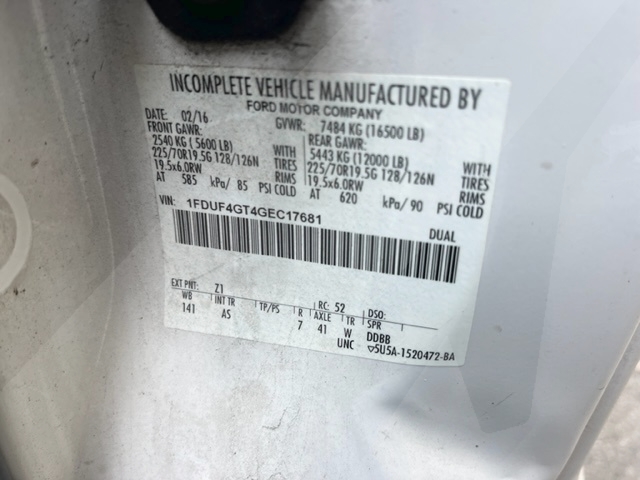 INCOMPLETE VEHICLE MANUFACTURED BY
FORD MOTOR COMPANY
DATE: 02/16 GVWR: 7484 KG (16500 LB)
FRONT GAWR: REAR GAWR:
2540 KG (5600 LB) WITH 5443 KG (12000 LB) WITH
225/70R19.5G 128/126N TIRES 225/70R19.5G 128/126N TIRES
19.5x6.0RW RIMS 19.5x6.0RW RIMS
AT 585 kPa/ 85 PSI COLD AT 620 kPa/ 90 PSI COLD
VIN: 1FDUF4GT4GEC17681 DUAL
EXT PNT: Z1 RC: 52 DSO:
WB INT TR TP/PS R AXLE TR SPR
141 AS 7 41 W DDBB
UNC ▽5U5A-1520472-BA